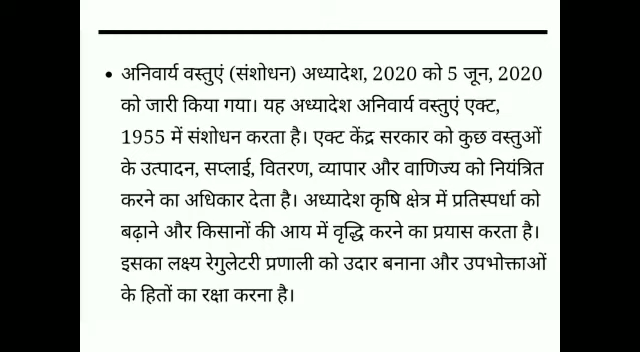 • अनिवार्य वस्तुएं (संशोधन) अध्यादेश, 2020 को 5 जून, 2020
को जारी किया गया। यह अध्यादेश अनिवार्य वस्तुएं एक्ट,
1955 में संशोधन करता है। एक्ट केंद्र सरकार को कुछ वस्तुओं
के उत्पादन, सप्लाई, वितरण, व्यापार और वाणिज्य को नियंत्रित
करने का अधिकार देता है। अध्यादेश कृषि क्षेत्र में प्रतिस्पर्धा को
बढ़ाने और किसानों की आय में वृद्धि करने का प्रयास करता है।
इसका लक्ष्य रेगुलेटरी प्रणाली को उदार बनाना और उपभोक्ताओं
के हितों का रक्षा करना है।